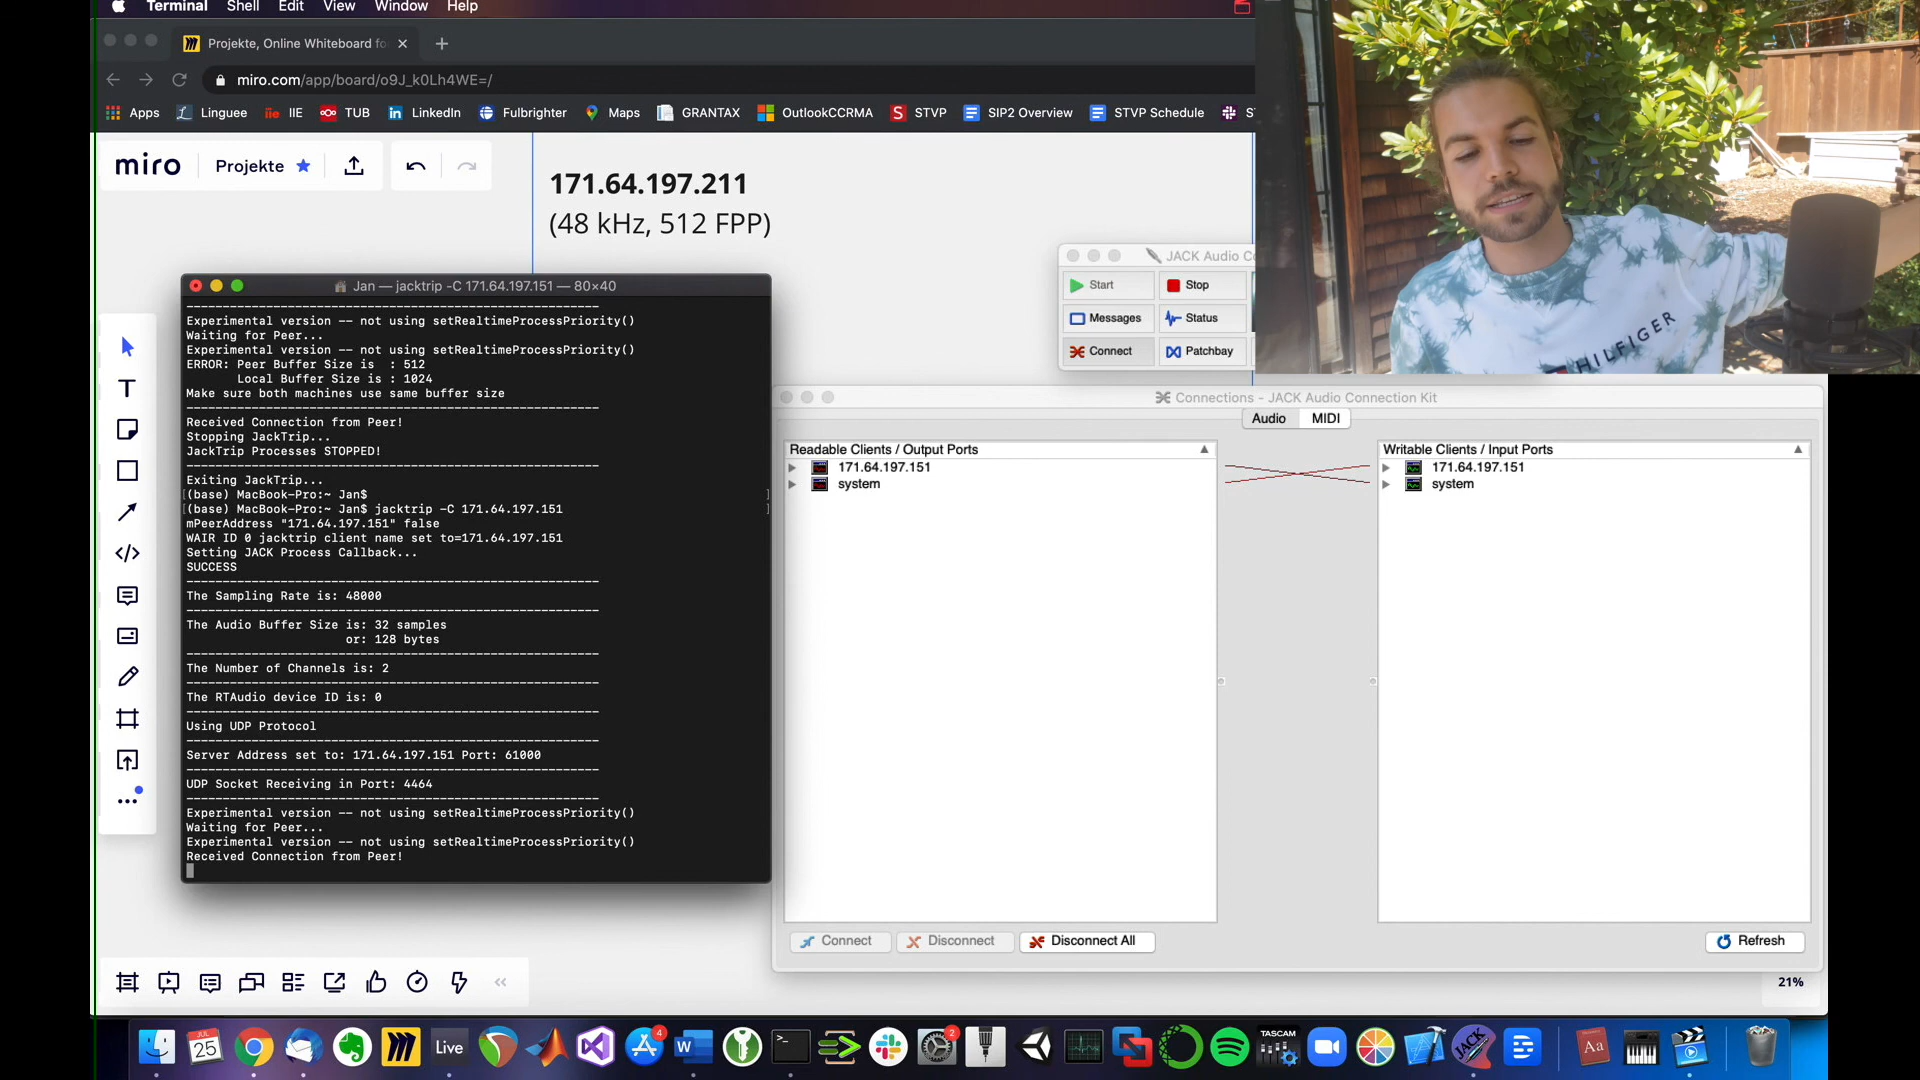 Terminal Shell Edit View Window Help
Projekte, Online Whiteboard fo
miro.com/app/board/o9J_k0Lh4WE=/
Apps Linguee IIE TUB LinkedIn Fulbrighter Maps GRANTAX OutlookCCRMA STVP SIP2 Overview STVP Schedule
miro Projekte
171.64.197.211
(48 kHz, 512 FPP)
HILFIGER
JACK Audio Co
Start Stop
Messages Status
Connect Patchbay
Jan — jacktrip -C 171.64.197.151 — 80×40
---------------------------------------------------------
Experimental version -- not using setRealtimeProcessPriority()
Waiting for Peer...
Experimental version -- not using setRealtimeProcessPriority()
ERROR: Peer Buffer Size is : 512
Local Buffer Size is : 1024
Make sure both machines use same buffer size
---------------------------------------------------------
Received Connection from Peer!
Stopping JackTrip...
JackTrip Processes STOPPED!
---------------------------------------------------------
Exiting JackTrip...
[(base) MacBook-Pro:~ Jan$ ]
[(base) MacBook-Pro:~ Jan$ jacktrip -C 171.64.197.151 ]
mPeerAddress "171.64.197.151" false
WAIR ID 0 jacktrip client name set to=171.64.197.151
Setting JACK Process Callback...
SUCCESS
---------------------------------------------------------
The Sampling Rate is: 48000
---------------------------------------------------------
The Audio Buffer Size is: 32 samples
or: 128 bytes
---------------------------------------------------------
The Number of Channels is: 2
---------------------------------------------------------
The RTAudio device ID is: 0
---------------------------------------------------------
Using UDP Protocol
---------------------------------------------------------
Server Address set to: 171.64.197.151 Port: 61000
---------------------------------------------------------
UDP Socket Receiving in Port: 4464
---------------------------------------------------------
Experimental version -- not using setRealtimeProcessPriority()
Waiting for Peer...
Experimental version -- not using setRealtimeProcessPriority()
Received Connection from Peer!
Connections - JACK Audio Connection Kit
Audio MIDI
Readable Clients / Output Ports
171.64.197.151
system
Writable Clients / Input Ports
171.64.197.151
system
Connect Disconnect Disconnect All Refresh
21%
JUL
25
Live
4
W
2
TASCAM
JACK
Aa